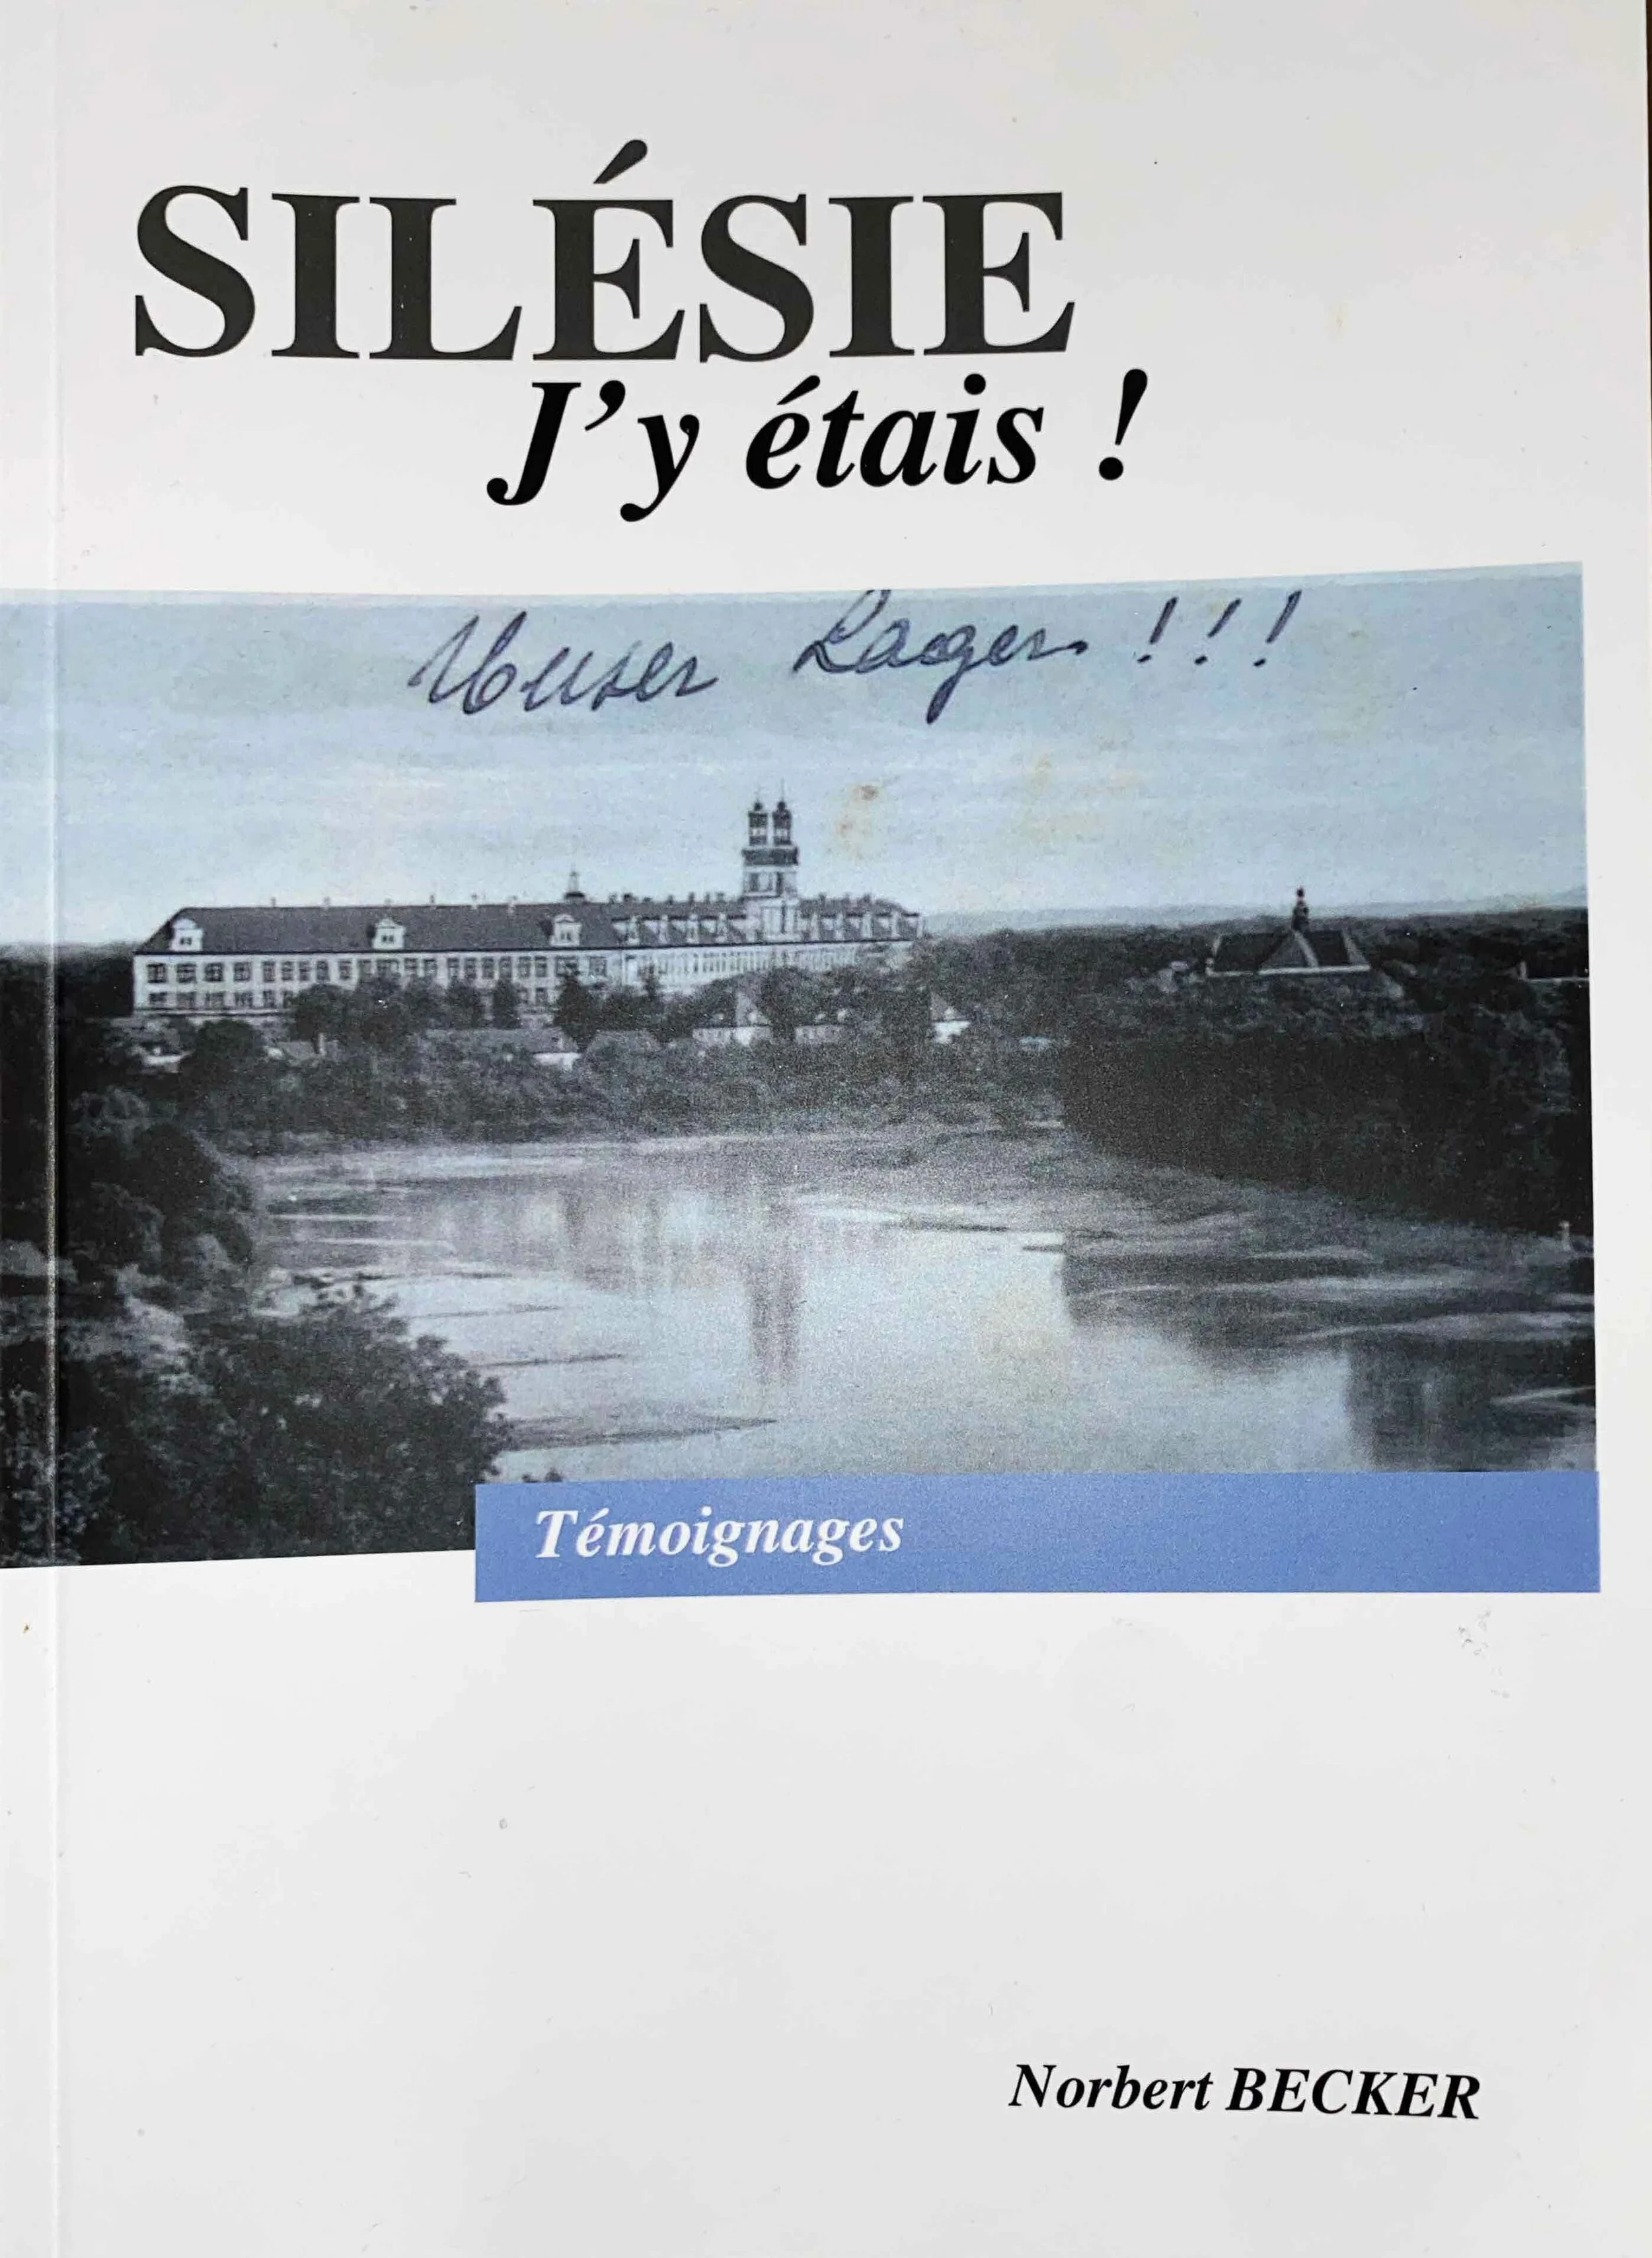 SILÉSIE
J'y étais !
Unser Lager !!!
Témoignages
Norbert BECKER